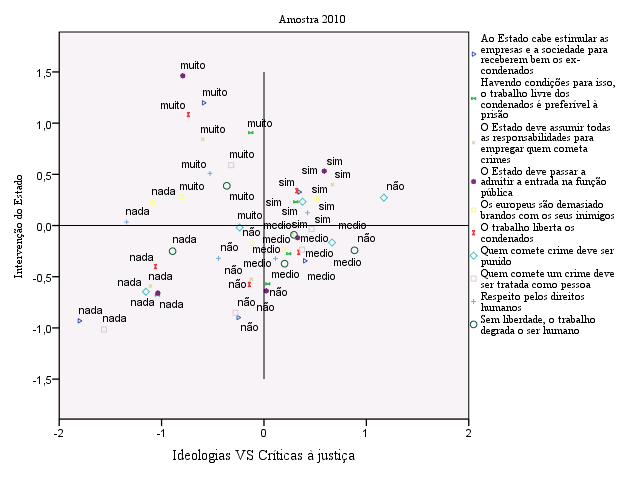 Amostra 2010
Intervenção do Estado
1,5
1,0
0,5
0,0
-0,5
-1,0
-1,5
muito
muito
muito
muito
muito
muito
muito
muito
muito
muito
sim
sim
sim
sim
sim
sim
sim
sim
sim
sim
não
nada
nada
nada
nada
nada
nada
nada
nada
nada
medio
medio
medio
medio
medio
medio
medio
medio
medio
não
não
não
não
não
não
não
não
não
-2
-1
0
1
2
Ideologias VS Críticas à justiça
Ao Estado cabe estimular as
empresas e a sociedade para
receberem bem os ex-
condenados
Havendo condições para isso,
o trabalho livre dos
condenados é preferível à
prisão
O Estado deve assumir todas
as responsabilidades para
empregar quem cometa
crimes
O Estado deve passar a
admitir a entrada na função
pública
Os europeus são demasiado
brandos com os seus inimigos
O trabalho liberta os
condenados
Quem comete crime deve ser
punido
Quem comete um crime deve
ser tratada como pessoa
Respeito pelos direitos
humanos
Sem liberdade, o trabalho
degrada o ser humano